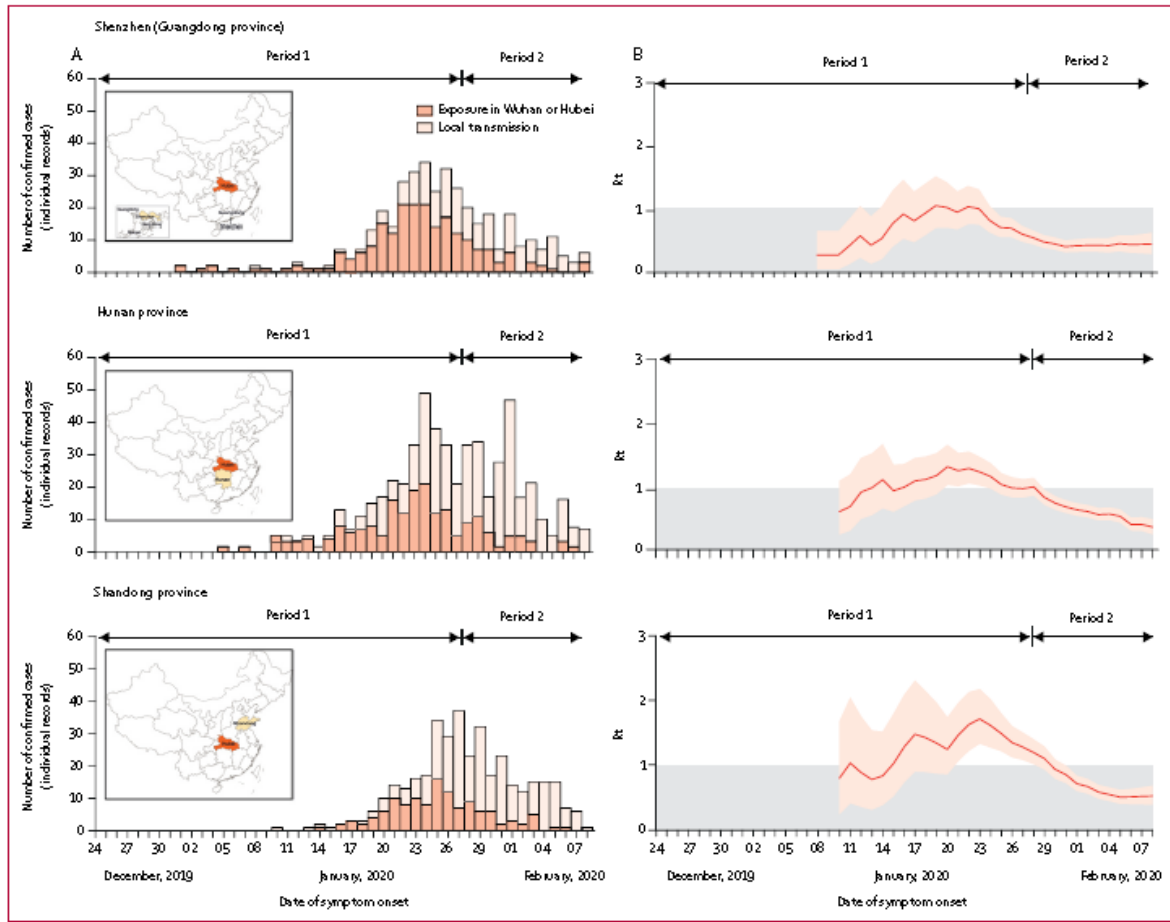 Shenzhen (Guangdong province)
A
Period 1
Period 2
B
Period 1
Period 2
Number of confirmed cases
(individual records)
60
50
40
30
20
10
0
Exposure in Wuhan or Hubei
Local transmission
Rt
3
2
1
0
Hunan province
Period 1
Period 2
Period 1
Period 2
Number of confirmed cases
(individual records)
60
50
40
30
20
10
0
Rt
3
2
1
0
Shandong province
Period 1
Period 2
Period 1
Period 2
Number of confirmed cases
(individual records)
60
50
40
30
20
10
0
Rt
3
2
1
0
24 27 30 02 05 08 11 14 17 20 23 26 29 01 04 07
December, 2019 January, 2020 February, 2020
Date of symptom onset
24 27 30 02 05 08 11 14 17 20 23 26 29 01 04 07
December, 2019 January, 2020 February, 2020
Date of symptom onset